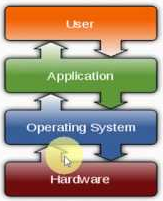 User
Application
Operating System
Hardware